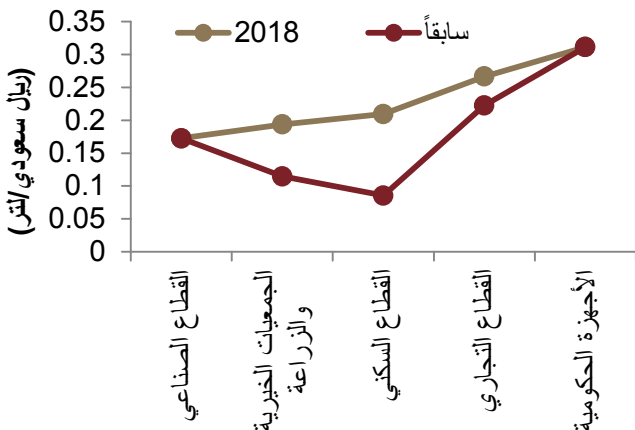 (ريال سعودي/لتر)
2018
سابقاً
0.35
0.3
0.25
0.2
0.15
0.1
0.05
0
القطاع الصناعي
الجمعيات الخيرية
والزراعة
القطاع السكني
القطاع التجاري
الأجهزة الحكومية